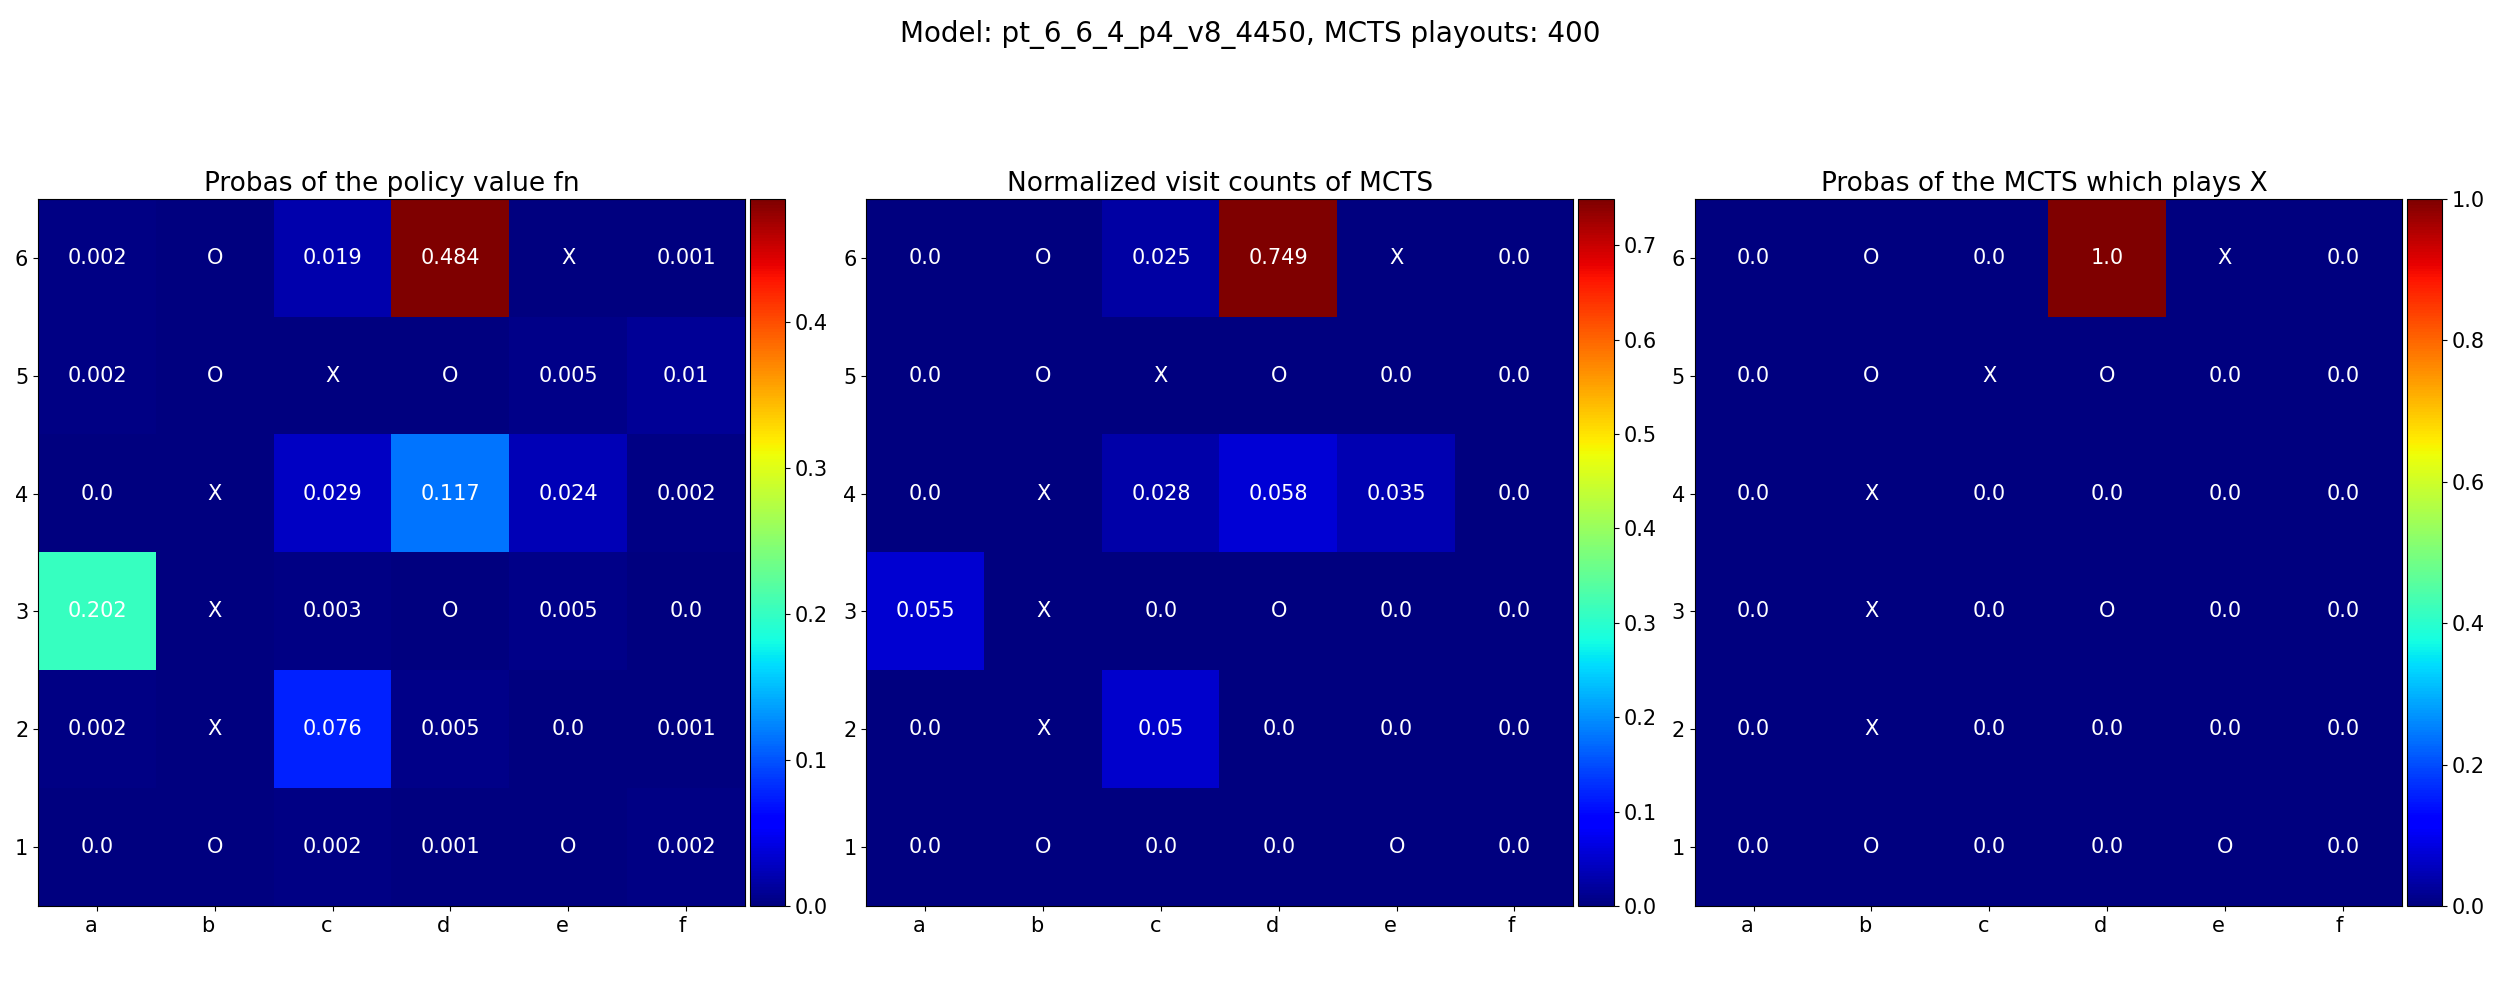 Model: pt_6_6_4_p4_v8_4450, MCTS playouts: 400
Probas of the policy value fn
6 0.002 O 0.019 0.484 X 0.001
5 0.002 O X O 0.005 0.01
4 0.0 X 0.029 0.117 0.024 0.002
3 0.202 X 0.003 O 0.005 0.0
2 0.002 X 0.076 0.005 0.0 0.001
1 0.0 O 0.002 0.001 O 0.002
a b c d e f
0.4
0.3
0.2
0.1
0.0
Normalized visit counts of MCTS
6 0.0 O 0.025 0.749 X 0.0
5 0.0 O X O 0.0 0.0
4 0.0 X 0.028 0.058 0.035 0.0
3 0.055 X 0.0 O 0.0 0.0
2 0.0 X 0.05 0.0 0.0 0.0
1 0.0 O 0.0 0.0 O 0.0
a b c d e f
0.7
0.6
0.5
0.4
0.3
0.2
0.1
0.0
Probas of the MCTS which plays X
6 0.0 O 0.0 1.0 X 0.0
5 0.0 O X O 0.0 0.0
4 0.0 X 0.0 0.0 0.0 0.0
3 0.0 X 0.0 O 0.0 0.0
2 0.0 X 0.0 0.0 0.0 0.0
1 0.0 O 0.0 0.0 O 0.0
a b c d e f
1.0
0.8
0.6
0.4
0.2
0.0